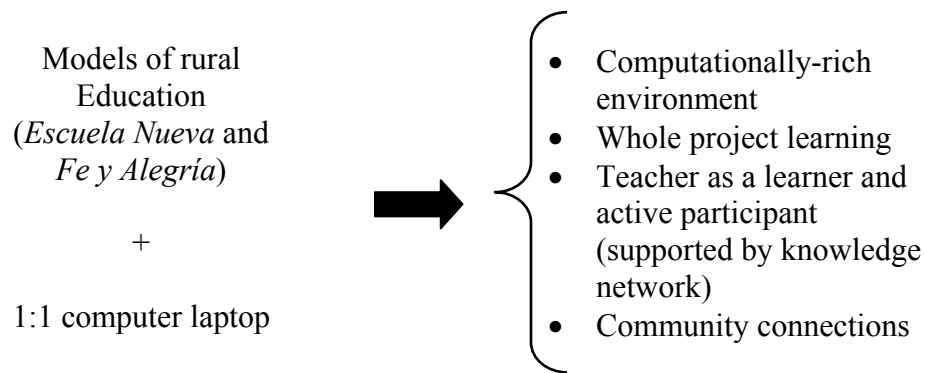 Models of rural
Education
(Escuela Nueva and
Fe y Alegría)
+
1:1 computer laptop
• Computationally-rich
environment
• Whole project learning
• Teacher as a learner and
active participant
(supported by knowledge
network)
• Community connections